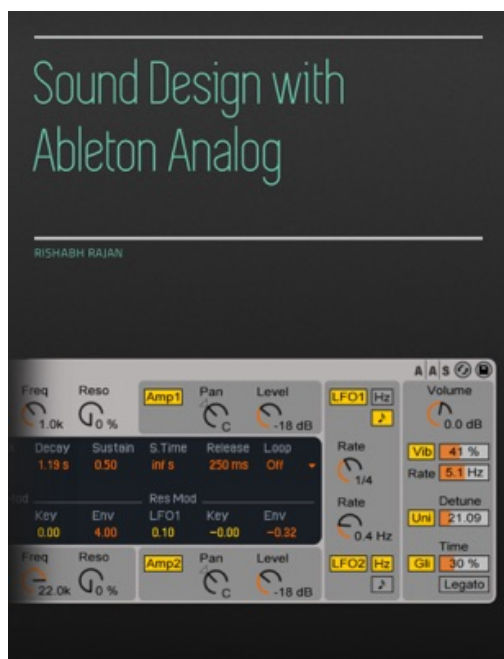 Sound Design with
Ableton Analog
RISHABH RAJAN
A A S
Freq Reso Amp1 Pan Level LFO1 Hz Volume
1.0k 0 % C -18 dB ♪ 0.0 dB
Decay Sustain S.Time Release Loop Rate Vib 41 %
1.19 s 0.50 inf s 250 ms Off 1/4 Rate 5.1 Hz
Res Mod Rate Detune
Key Env LFO1 Key Env Uni 21.09
0.00 4.00 0.10 -0.00 -0.32 0.4 Hz Time
Freq Reso Amp2 Pan Level LFO2 Hz Gli 30 %
22.0k 0 % C -18 dB ♪ Legato